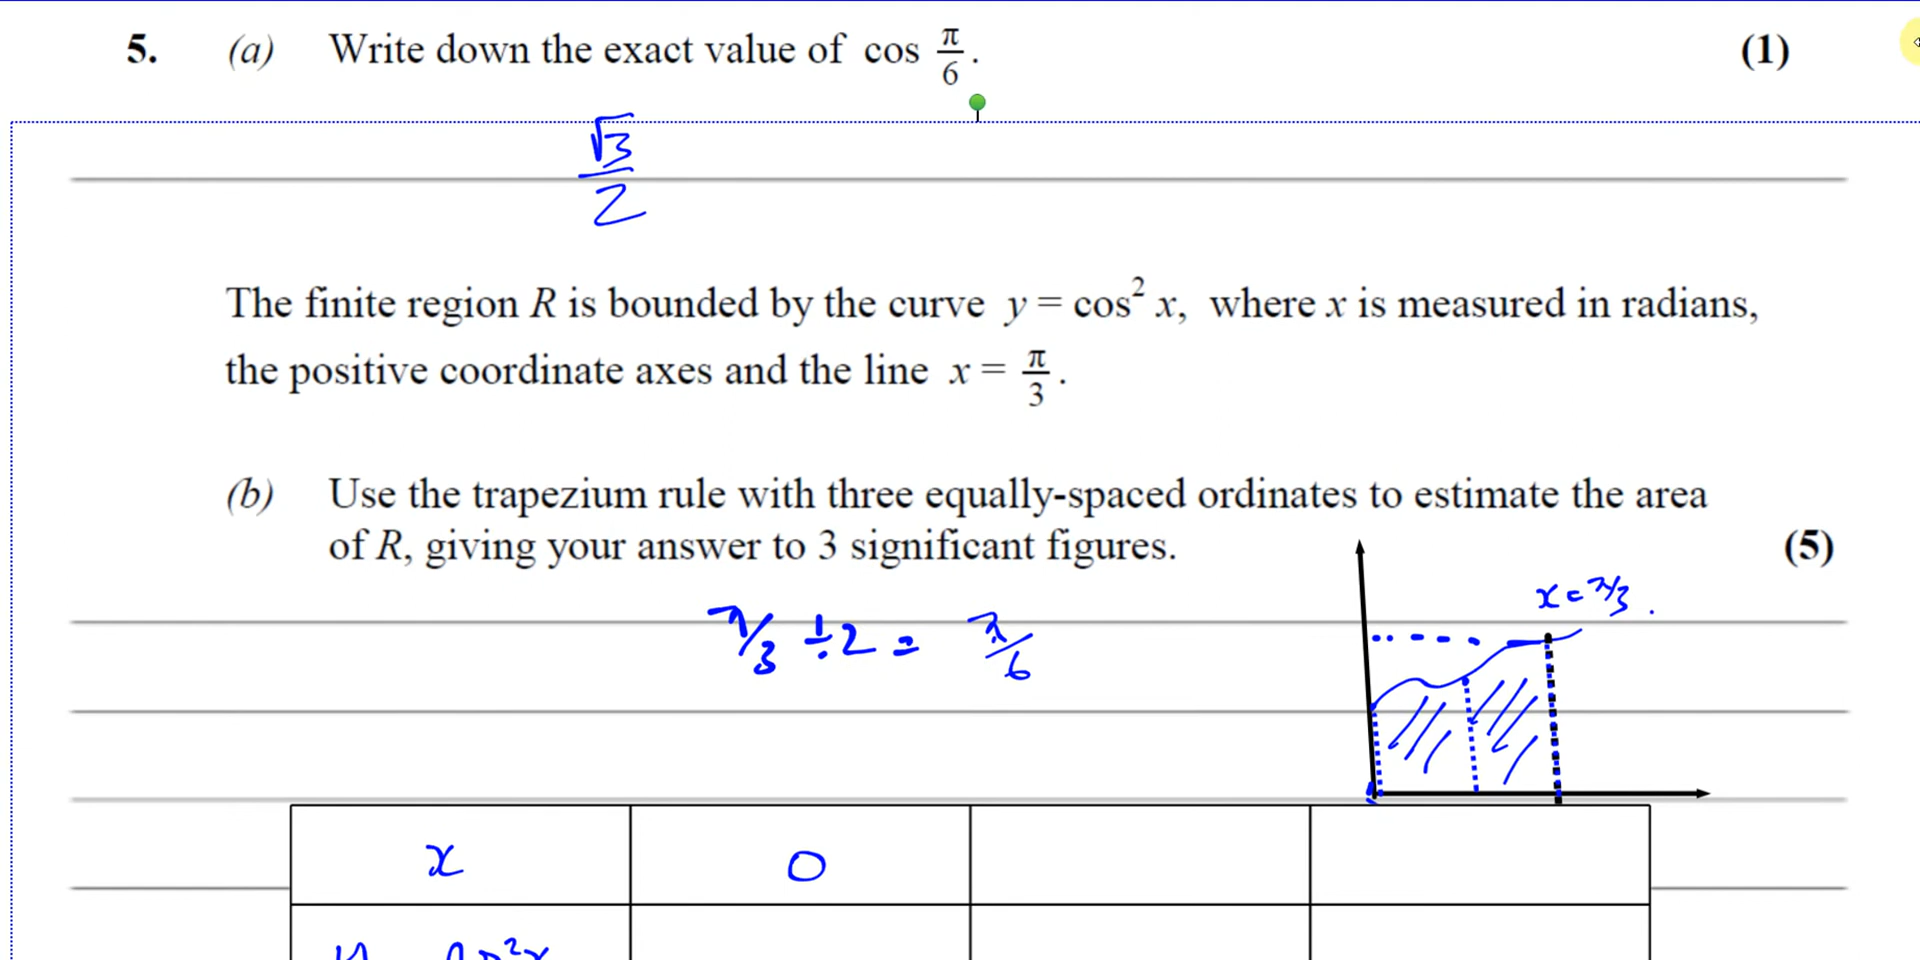 5. (a) Write down the exact value of cos π/6. (1)
√3/2
The finite region R is bounded by the curve y = cos² x, where x is measured in radians,
the positive coordinate axes and the line x = π/3.
(b) Use the trapezium rule with three equally-spaced ordinates to estimate the area
of R, giving your answer to 3 significant figures. (5)
x = π/3.
π/3 ÷ 2 = π/6
x 0